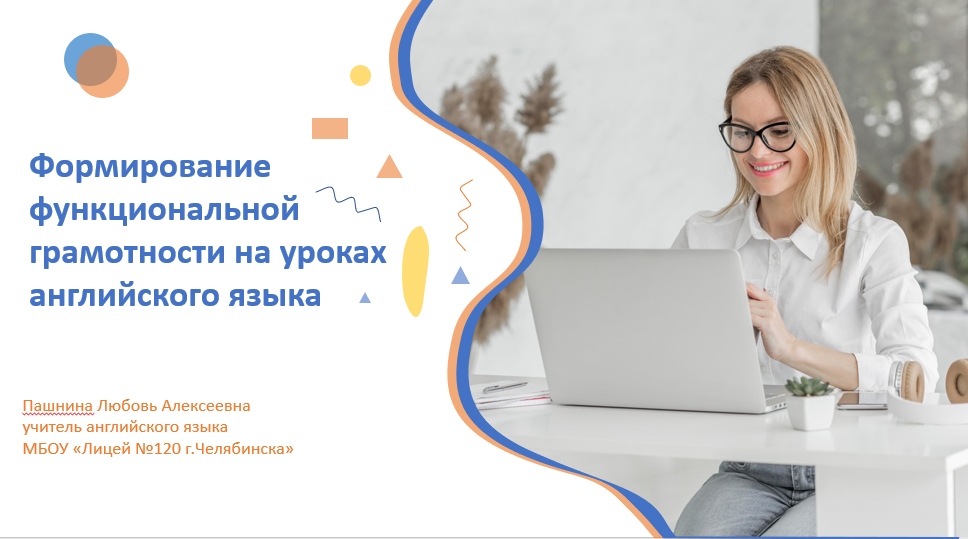 Формирование
функциональной
грамотности на уроках
английского языка
Пашнина Любовь Алексеевна
учитель английского языка
МБОУ «Лицей №120 г.Челябинска»